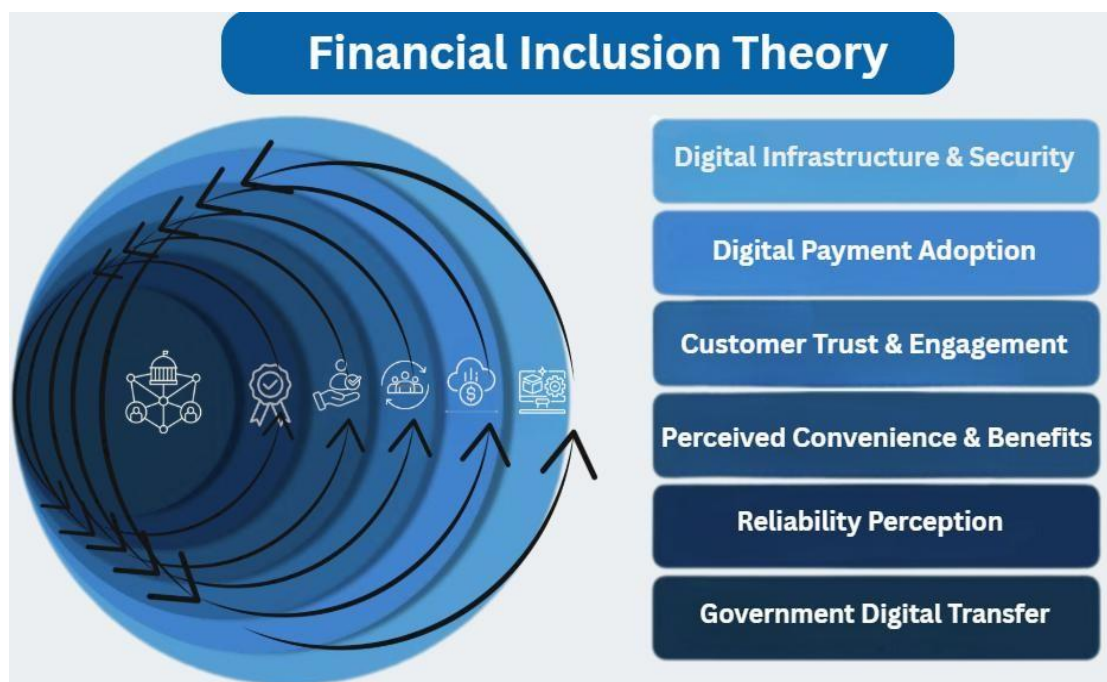 Financial Inclusion Theory
Digital Infrastructure & Security
Digital Payment Adoption
Customer Trust & Engagement
Perceived Convenience & Benefits
Reliability Perception
Government Digital Transfer